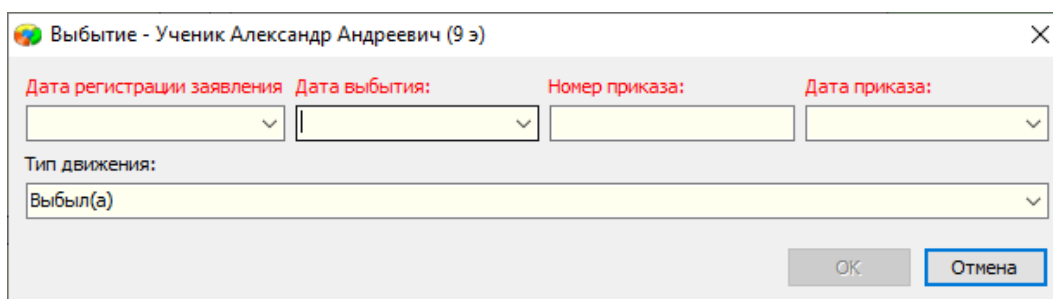 Выбытие - Ученик Александр Андреевич (9 э)
Дата регистрации заявления Дата выбытия: Номер приказа: Дата приказа:
Тип движения:
Выбыл(а)
OK Отмена